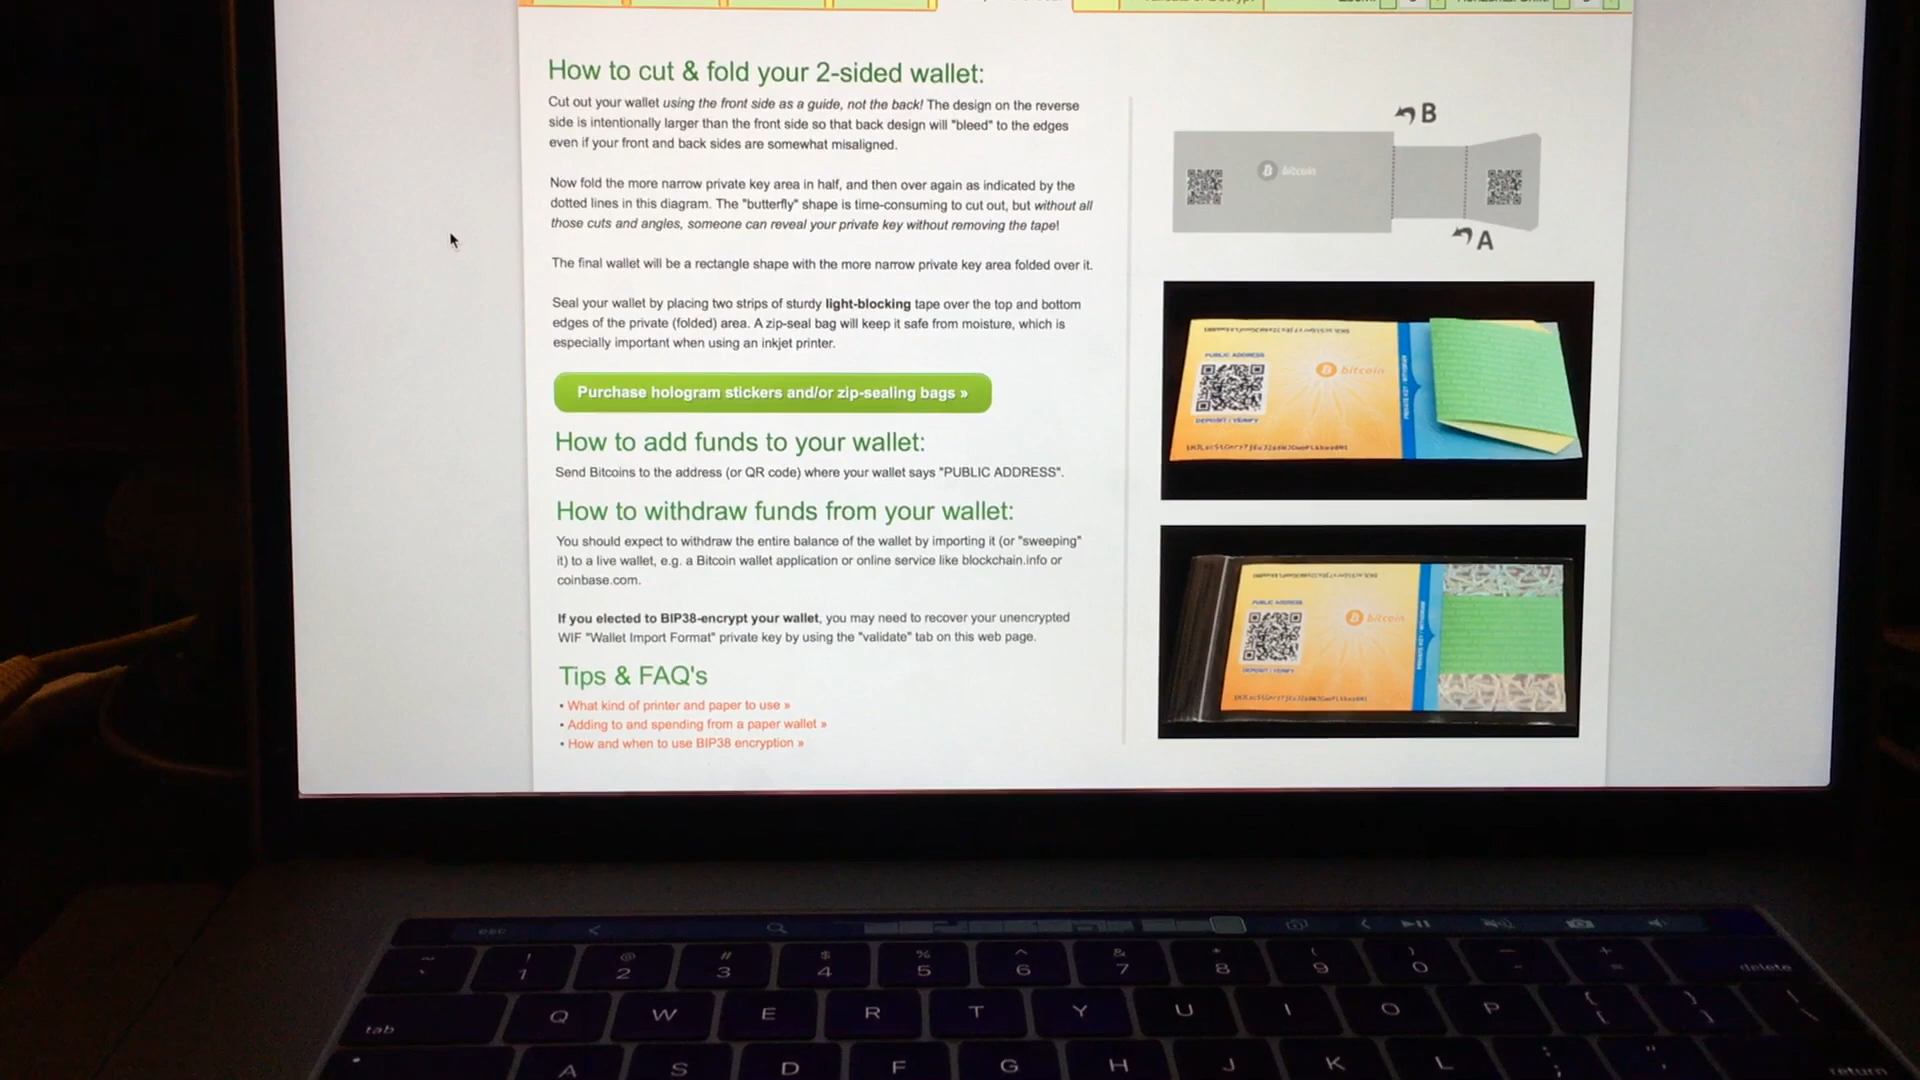 How to cut & fold your 2-sided wallet:
Cut out your wallet using the front side as a guide, not the back! The design on the reverse
side is intentionally larger than the front side so that back design will "bleed" to the edges
even if your front and back sides are somewhat misaligned.
Now fold the more narrow private key area in half, and then over again as indicated by the
dotted lines in this diagram. The "butterfly" shape is time-consuming to cut out, but without all
those cuts and angles, someone can reveal your private key without removing the tape!
The final wallet will be a rectangle shape with the more narrow private key area folded over it.
Seal your wallet by placing two strips of sturdy light-blocking tape over the top and bottom
edges of the private (folded) area. A zip-seal bag will keep it safe from moisture, which is
especially important when using an inkjet printer.
Purchase hologram stickers and/or zip-sealing bags »
How to add funds to your wallet:
Send Bitcoins to the address (or QR code) where your wallet says "PUBLIC ADDRESS".
How to withdraw funds from your wallet:
You should expect to withdraw the entire balance of the wallet by importing it (or "sweeping"
it) to a live wallet, e.g. a Bitcoin wallet application or online service like blockchain.info or
coinbase.com.
If you elected to BIP38-encrypt your wallet, you may need to recover your unencrypted
WIF "Wallet Import Format" private key by using the "validate" tab on this web page.
Tips & FAQ's
• What kind of printer and paper to use »
• Adding to and spending from a paper wallet »
• How and when to use BIP38 encryption »
B
bitcoin
A
PUBLIC ADDRESS
bitcoin
DEPOSIT / VERIFY
PUBLIC ADDRESS
bitcoin
DEPOSIT / VERIFY
esc
~ `
! 1
@ 2
# 3
$ 4
% 5
^ 6
& 7
* 8
( 9
) 0
delete
tab
Q W E R T Y U I O P
A S D F G H J K L
return